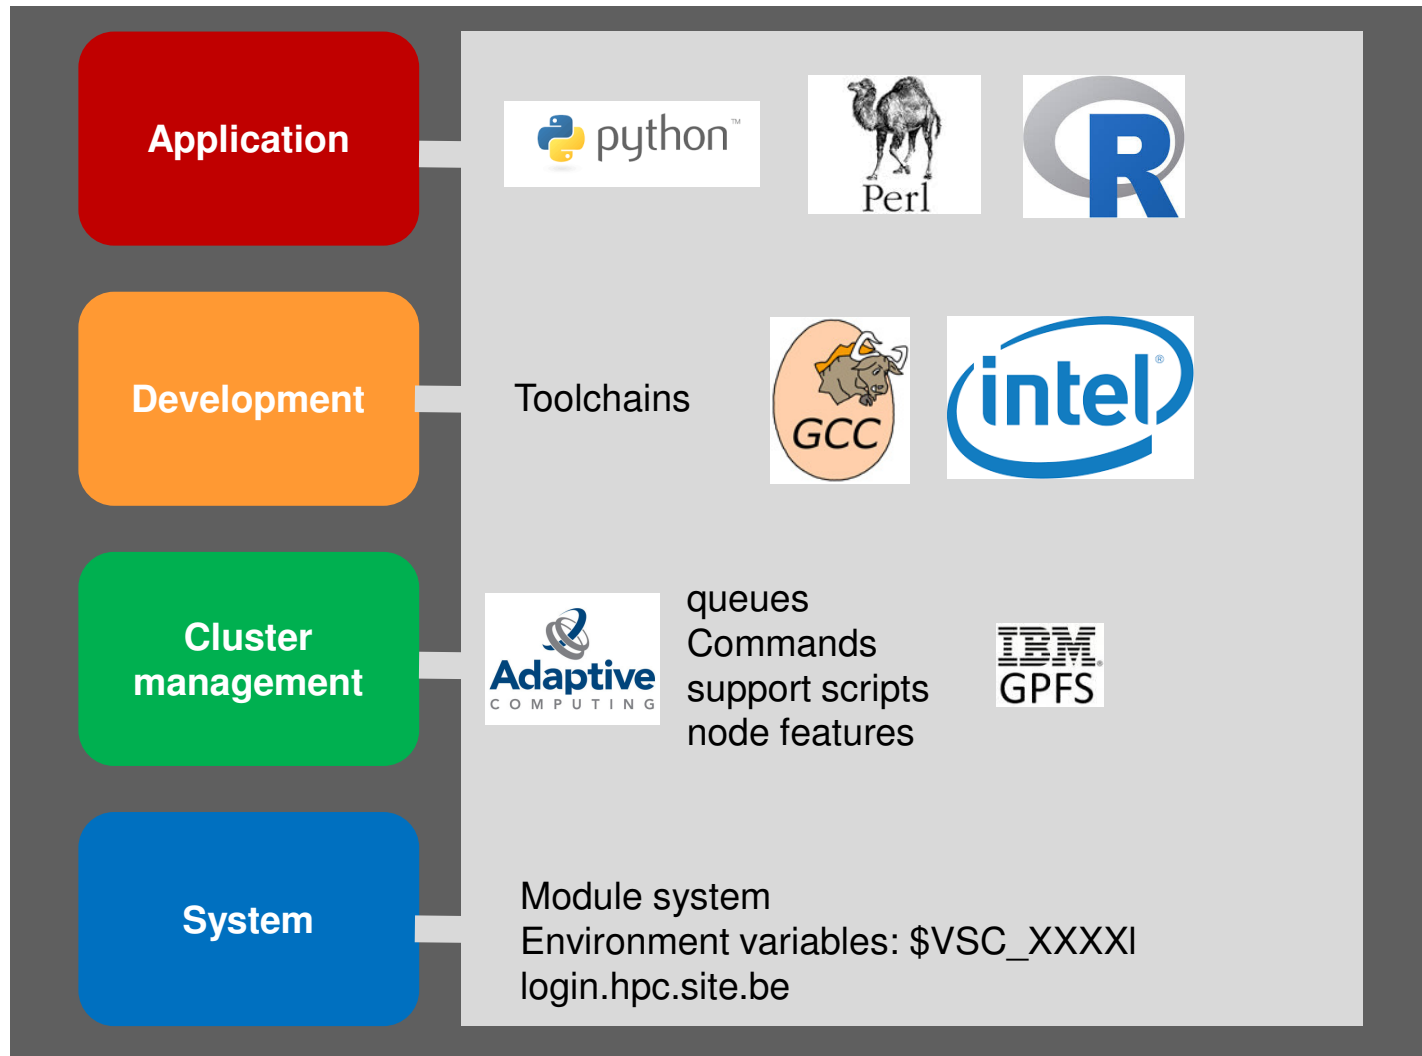 Application
python™
Perl
R
Development
Toolchains
GCC
intel®
Cluster
management
Adaptive
COMPUTING
queues
Commands
support scripts
node features
IBM®
GPFS
System
Module system
Environment variables: $VSC_XXXXl
login.hpc.site.be